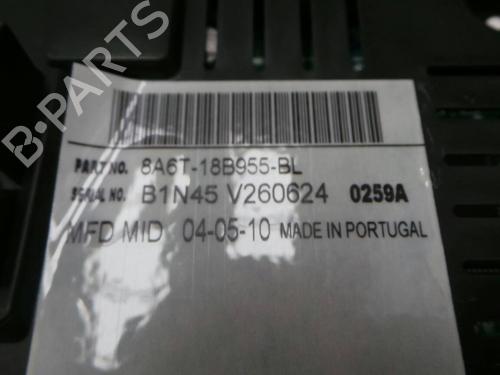 B-PARTS
PART NO. 8A6T-18B955-BL
SERIAL NO. B1N45 V260624 0259A
MFD MID 04-05-10 MADE IN PORTUGAL